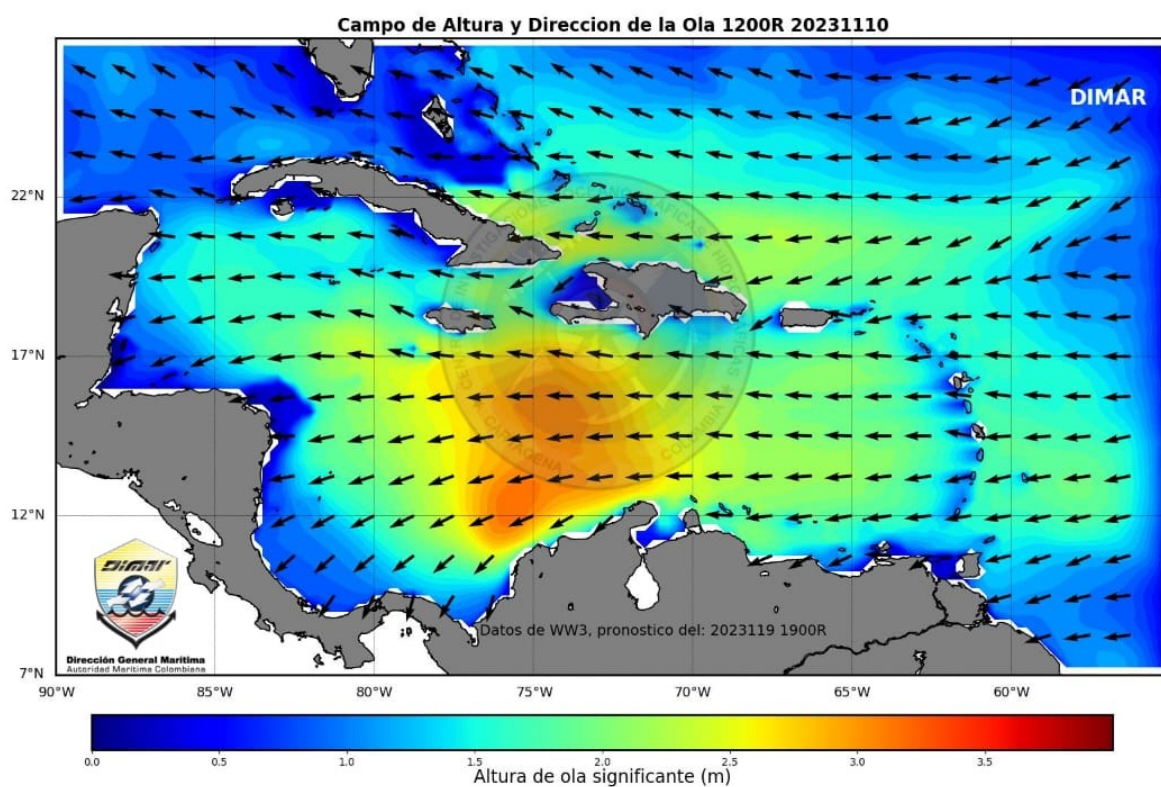 Campo de Altura y Direccion de la Ola 1200R 20231110
DIMAR
22°N
17°N
12°N
7°N
Dimar
Dirección General Marítima
Autoridad Marítima Colombiana
Datos de WW3, pronostico del: 2023119 1900R
90°W 85°W 80°W 75°W 70°W 65°W 60°W
0.0 0.5 1.0 1.5 2.0 2.5 3.0 3.5
Altura de ola significante (m)